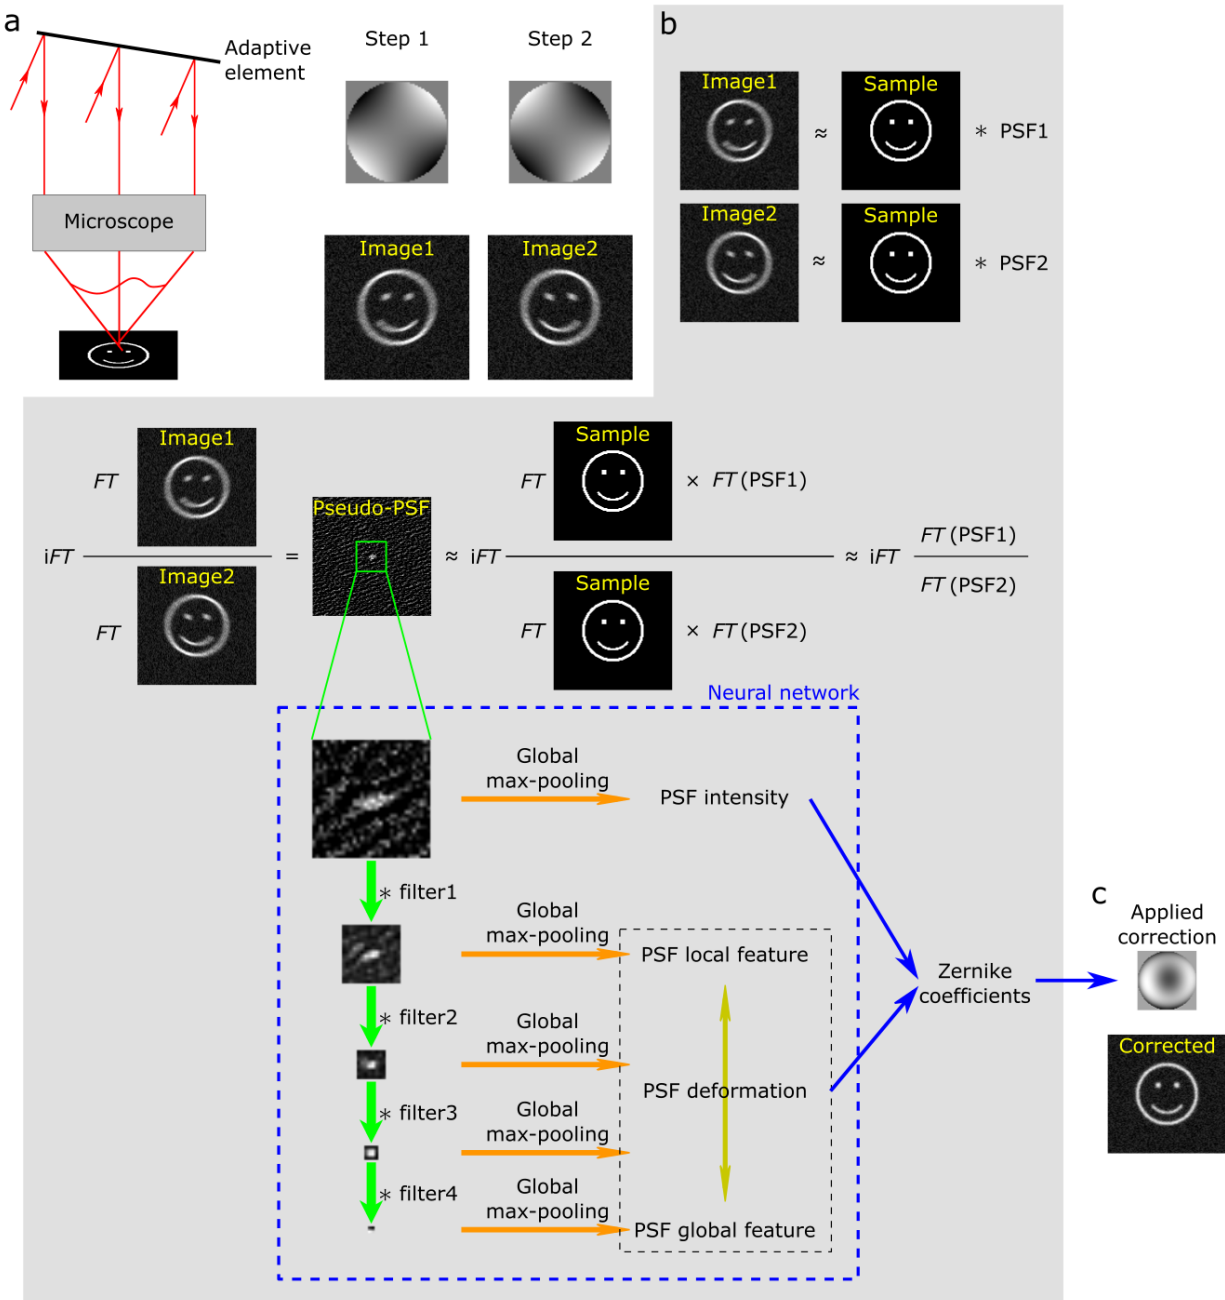 a
Adaptive
element
Step 1
Step 2
Microscope
Image1
Image2
b
Image1
≈
Sample
* PSF1
Image2
≈
Sample
* PSF2
FT
Image1
iFT
FT
Image2
=
Pseudo-PSF
≈ iFT
FT
Sample
× FT(PSF1)
FT
Sample
× FT(PSF2)
≈ iFT
FT(PSF1)
FT(PSF2)
Neural network
Global
max-pooling
PSF intensity
* filter1
Global
max-pooling
PSF local feature
* filter2
Global
max-pooling
PSF deformation
* filter3
Global
max-pooling
* filter4
Global
max-pooling
PSF global feature
Zernike
coefficients
c
Applied
correction
Corrected